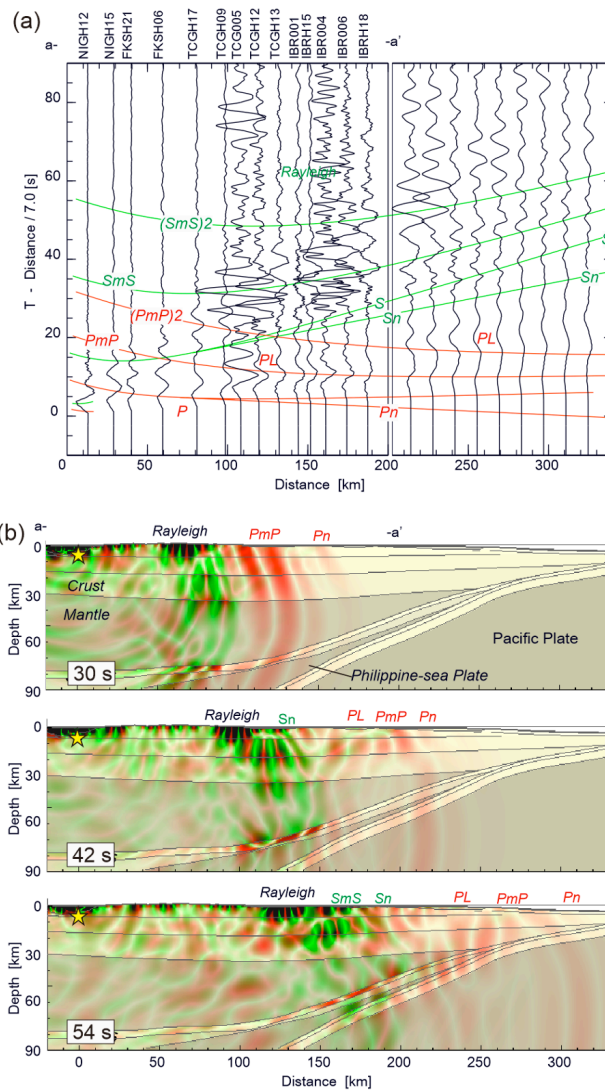 (a)
a-
NIGH12
NIGH15
FKSH21
FKSH06
TCGH17
TCGH09
TCG005
TCGH12
TCGH13
IBR001
IBRH15
IBR004
IBR006
IBRH18
-a'
80
60
40
20
0
T - Distance / 7.0 [s]
Rayleigh
(SmS)2
SmS
(PmP)2
PmP
PL
PL
S
Sn
S
Sn
P
Pn
0 50 100 150 200 250 300
Distance [km]
(b)
a-
Rayleigh PmP Pn -a'
0
30
60
90
Depth [km]
Crust
Mantle
Pacific Plate
Philippine-sea Plate
30 s
Rayleigh Sn PL PmP Pn
0
30
60
90
Depth [km]
42 s
Rayleigh SmS Sn PL PmP Pn
0
30
60
90
Depth [km]
54 s
0 50 100 150 200 250 300
Distance [km]